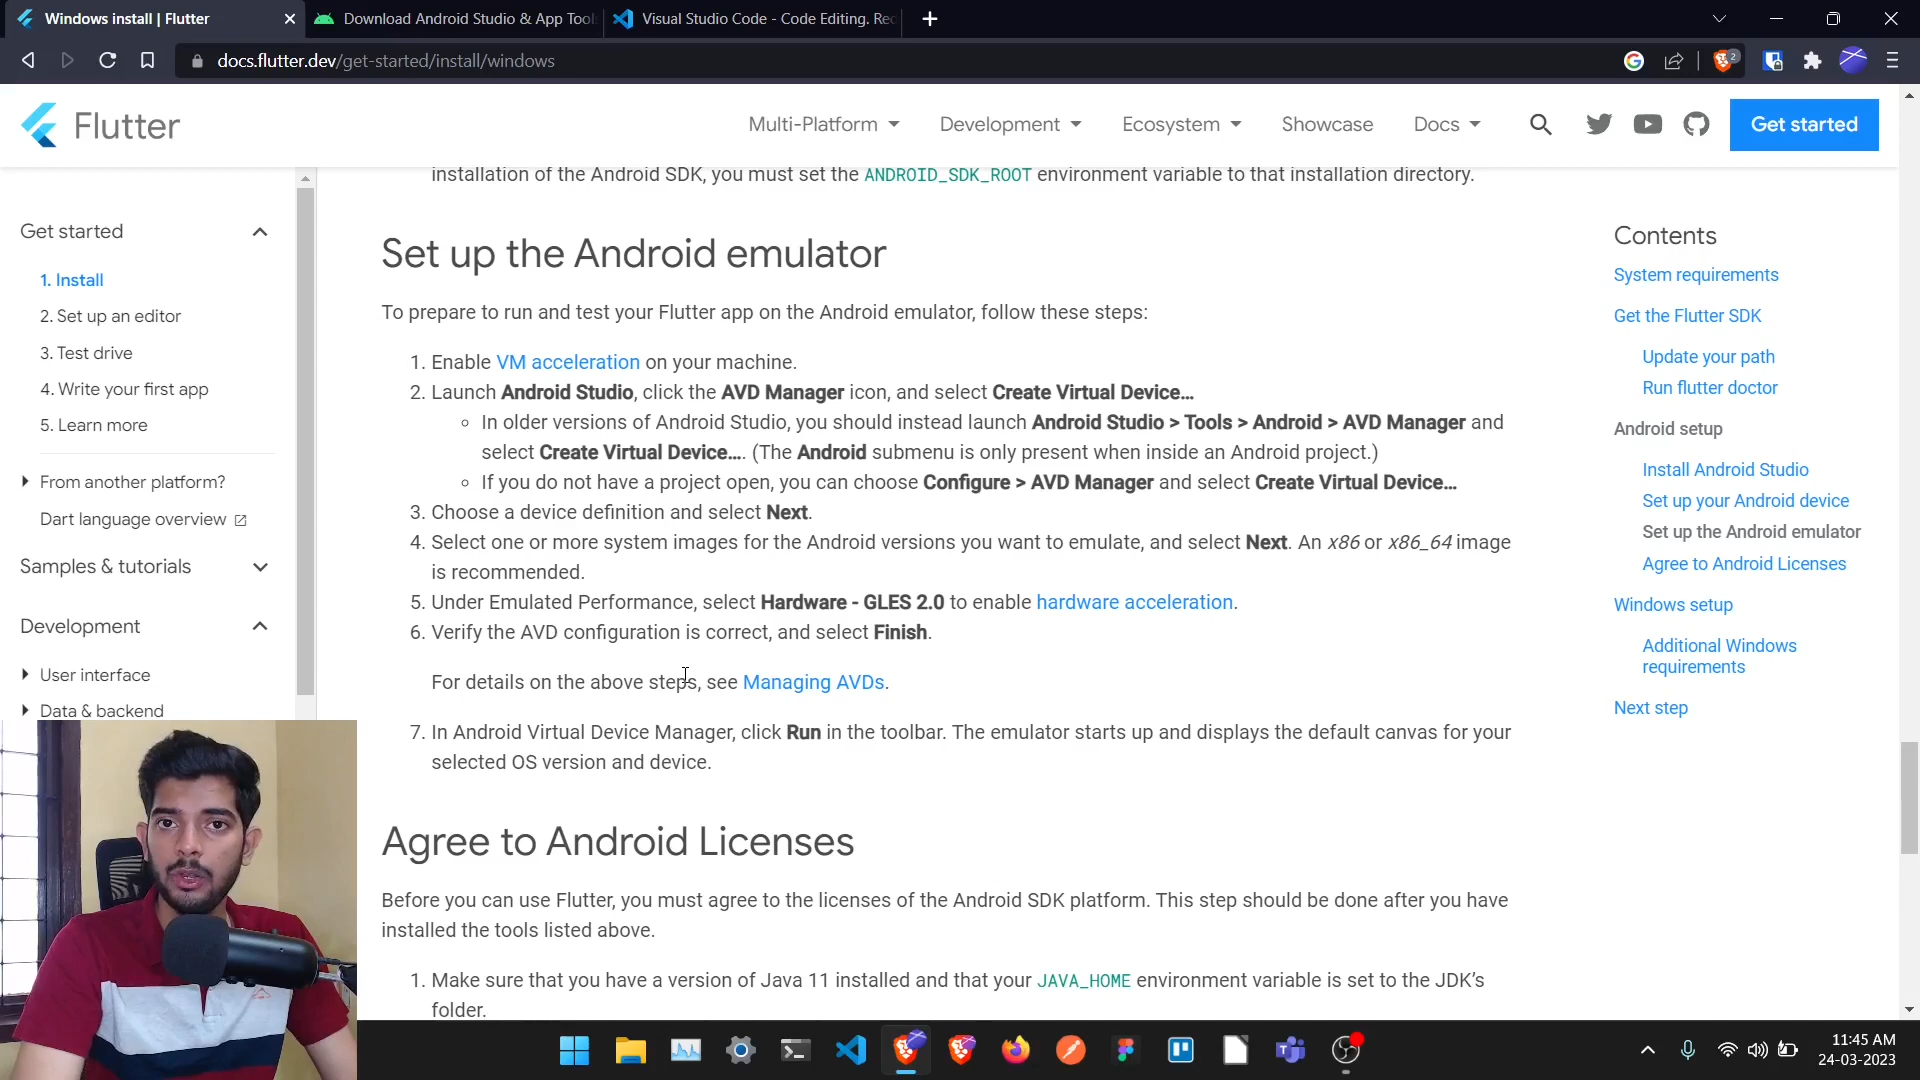 Windows install | Flutter
Download Android Studio & App Tool
Visual Studio Code - Code Editing. Re
docs.flutter.dev/get-started/install/windows
2
Flutter
Multi-Platform
Development
Ecosystem
Showcase
Docs
Get started
Get started
1. Install
2. Set up an editor
3. Test drive
4. Write your first app
5. Learn more
From another platform?
Dart language overview
Samples & tutorials
Development
User interface
Data & backend
installation of the Android SDK, you must set the ANDROID_SDK_ROOT environment variable to that installation directory.
Set up the Android emulator
To prepare to run and test your Flutter app on the Android emulator, follow these steps:
1. Enable VM acceleration on your machine.
2. Launch Android Studio, click the AVD Manager icon, and select Create Virtual Device…
In older versions of Android Studio, you should instead launch Android Studio > Tools > Android > AVD Manager and
select Create Virtual Device…. (The Android submenu is only present when inside an Android project.)
If you do not have a project open, you can choose Configure > AVD Manager and select Create Virtual Device…
3. Choose a device definition and select Next.
4. Select one or more system images for the Android versions you want to emulate, and select Next. An x86 or x86_64 image
is recommended.
5. Under Emulated Performance, select Hardware - GLES 2.0 to enable hardware acceleration.
6. Verify the AVD configuration is correct, and select Finish.
For details on the above steps, see Managing AVDs.
7. In Android Virtual Device Manager, click Run in the toolbar. The emulator starts up and displays the default canvas for your
selected OS version and device.
Agree to Android Licenses
Before you can use Flutter, you must agree to the licenses of the Android SDK platform. This step should be done after you have
installed the tools listed above.
1. Make sure that you have a version of Java 11 installed and that your JAVA_HOME environment variable is set to the JDK's
folder.
Contents
System requirements
Get the Flutter SDK
Update your path
Run flutter doctor
Android setup
Install Android Studio
Set up your Android device
Set up the Android emulator
Agree to Android Licenses
Windows setup
Additional Windows
requirements
Next step
11:45 AM
24-03-2023